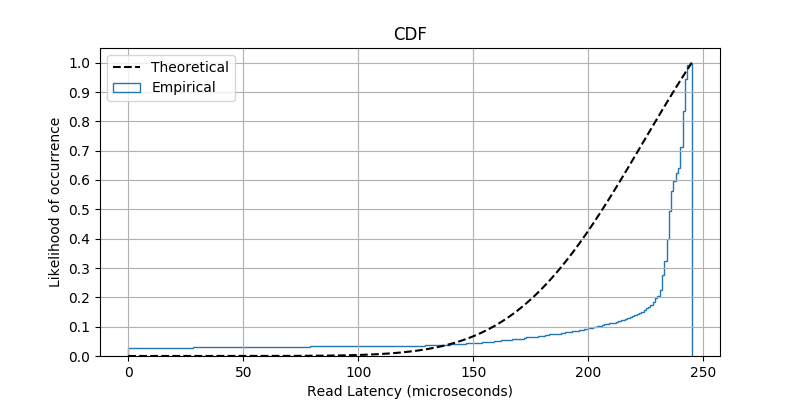 CDF
Theoretical
Empirical
Likelihood of occurrence
1.0
0.9
0.8
0.7
0.6
0.5
0.4
0.3
0.2
0.1
0.0
0 50 100 150 200 250
Read Latency (microseconds)